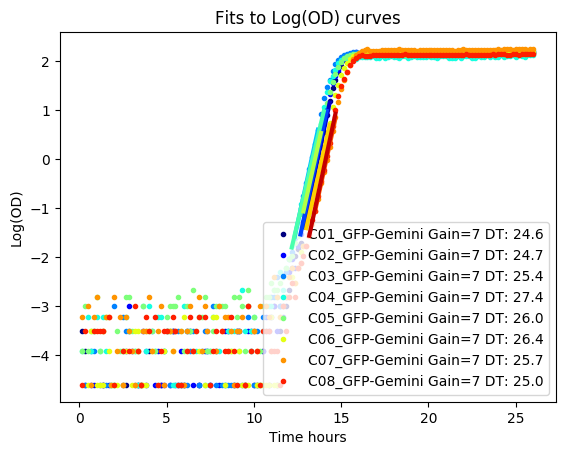 Fits to Log(OD) curves
2
1
0
−1
−2
−3
−4
Log(OD)
C01_GFP-Gemini Gain=7 DT: 24.6
C02_GFP-Gemini Gain=7 DT: 24.7
C03_GFP-Gemini Gain=7 DT: 25.4
C04_GFP-Gemini Gain=7 DT: 27.4
C05_GFP-Gemini Gain=7 DT: 26.0
C06_GFP-Gemini Gain=7 DT: 26.4
C07_GFP-Gemini Gain=7 DT: 25.7
C08_GFP-Gemini Gain=7 DT: 25.0
0 5 10 15 20 25
Time hours